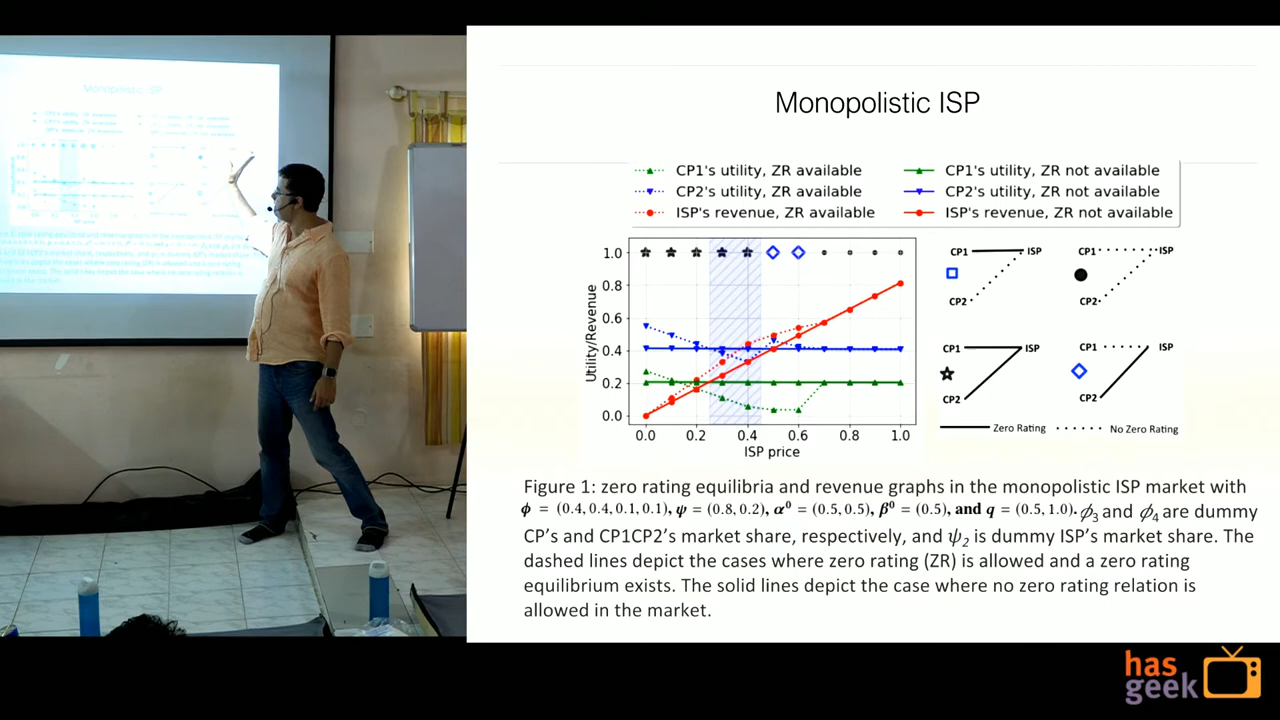 Monopolistic ISP
CP1's utility, ZR available
CP1's utility, ZR not available
CP2's utility, ZR available
CP2's utility, ZR not available
ISP's revenue, ZR available
ISP's revenue, ZR not available
1.0
0.8
0.6
0.4
0.2
0.0
Utility/Revenue
0.0 0.2 0.4 0.6 0.8 1.0
ISP price
CP1 ISP
CP2
CP1 ISP
CP2
CP1 ISP
CP2
CP1 ISP
CP2
Zero Rating No Zero Rating
Figure 1: zero rating equilibria and revenue graphs in the monopolistic ISP market with
ϕ = (0.4, 0.4, 0.1, 0.1), ψ = (0.8, 0.2), α⁰ = (0.5, 0.5), β⁰ = (0.5), and q = (0.5, 1.0). ϕ₃ and ϕ₄ are dummy
CP's and CP1CP2's market share, respectively, and ψ₂ is dummy ISP's market share. The
dashed lines depict the cases where zero rating (ZR) is allowed and a zero rating
equilibrium exists. The solid lines depict the case where no zero rating relation is
allowed in the market.
Monopolistic ISP
has
geek